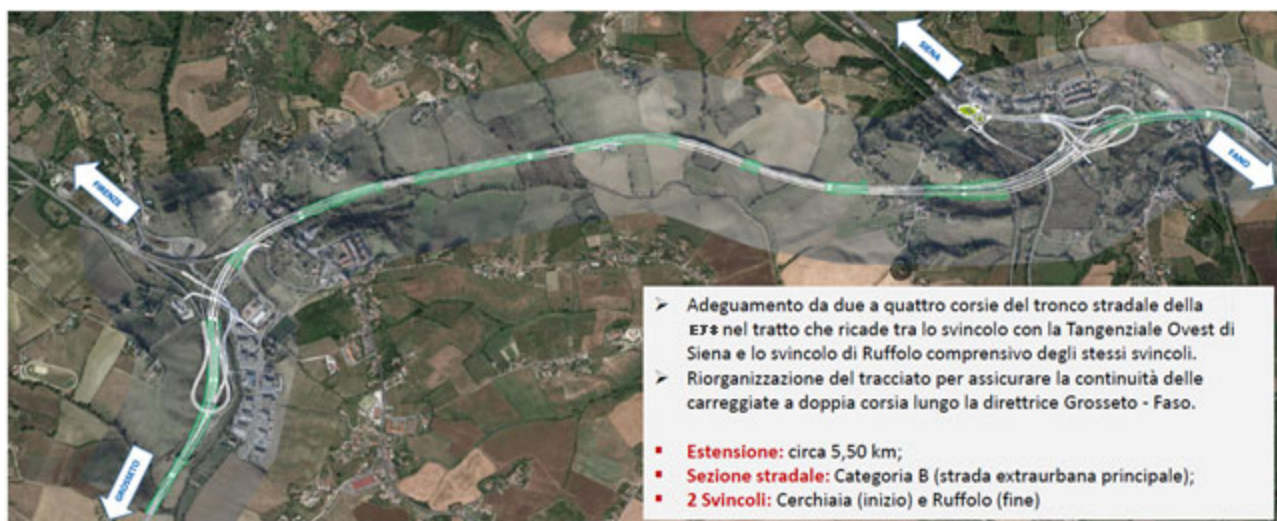 SIENA
FIRENZE
FANO
GROSSETO
➢ Adeguamento da due a quattro corsie del tronco stradale della
E7$ nel tratto che ricade tra lo svincolo con la Tangenziale Ovest di
Siena e lo svincolo di Ruffolo comprensivo degli stessi svincoli.
➢ Riorganizzazione del tracciato per assicurare la continuità delle
carreggiate a doppia corsia lungo la direttrice Grosseto - Faso.
▪ Estensione: circa 5,50 km;
▪ Sezione stradale: Categoria B (strada extraurbana principale);
▪ 2 Svincoli: Cerchiaia (inizio) e Ruffolo (fine)